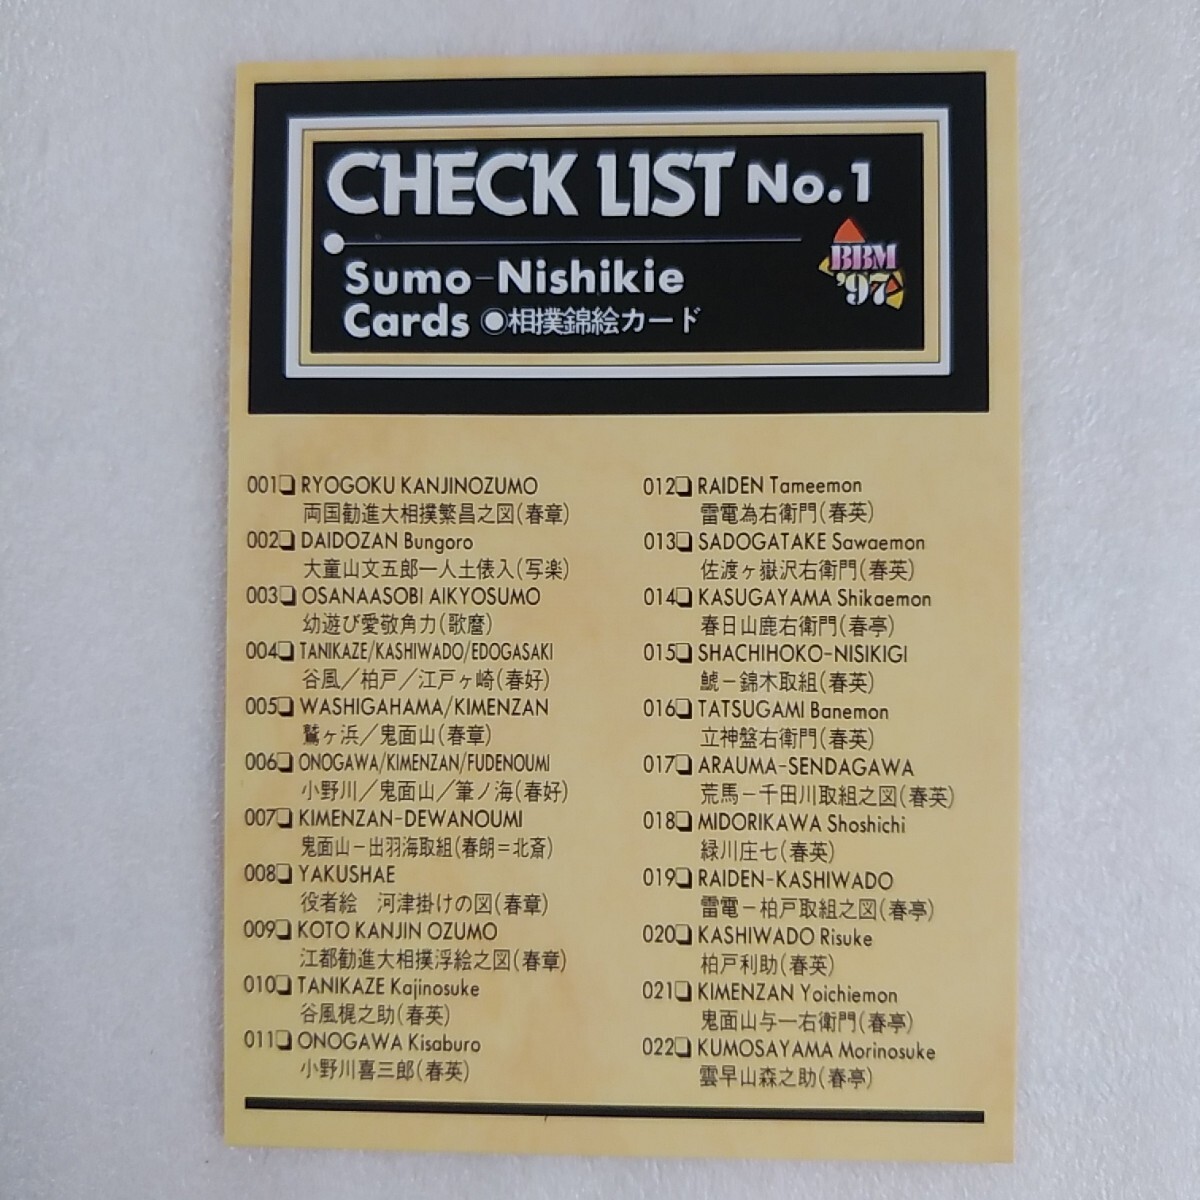 CHECK LIST No.1
Sumo-Nishikie
Cards ◉相撲錦絵カード
BBM
'97
001❏ RYOGOKU KANJINOZUMO
両国勧進大相撲繁昌之図(春章)
002❏ DAIDOZAN Bungoro
大童山文五郎一人土俵入(写楽)
003❏ OSANAASOBI AIKYOSUMO
幼遊び愛敬角力(歌麿)
004❏ TANIKAZE/KASHIWADO/EDOGASAKI
谷風／柏戸／江戸ヶ崎(春好)
005❏ WASHIGAHAMA/KIMENZAN
鷲ヶ浜／鬼面山(春章)
006❏ ONOGAWA/KIMENZAN/FUDENOUMI
小野川／鬼面山／筆ノ海(春好)
007❏ KIMENZAN-DEWANOUMI
鬼面山－出羽海取組(春朗＝北斎)
008❏ YAKUSHAE
役者絵　河津掛けの図(春章)
009❏ KOTO KANJIN OZUMO
江都勧進大相撲浮絵之図(春章)
010❏ TANIKAZE Kajinosuke
谷風梶之助(春英)
011❏ ONOGAWA Kisaburo
小野川喜三郎(春英)
012❏ RAIDEN Tameemon
雷電為右衛門(春英)
013❏ SADOGATAKE Sawaemon
佐渡ヶ嶽沢右衛門(春英)
014❏ KASUGAYAMA Shikaemon
春日山鹿右衛門(春亭)
015❏ SHACHIHOKO-NISIKIGI
鯱－錦木取組(春英)
016❏ TATSUGAMI Banemon
立神盤右衛門(春英)
017❏ ARAUMA-SENDAGAWA
荒馬－千田川取組之図(春英)
018❏ MIDORIKAWA Shoshichi
緑川庄七(春英)
019❏ RAIDEN-KASHIWADO
雷電－柏戸取組之図(春亭)
020❏ KASHIWADO Risuke
柏戸利助(春英)
021❏ KIMENZAN Yoichiemon
鬼面山与一右衛門(春亭)
022❏ KUMOSAYAMA Morinosuke
雲早山森之助(春亭)